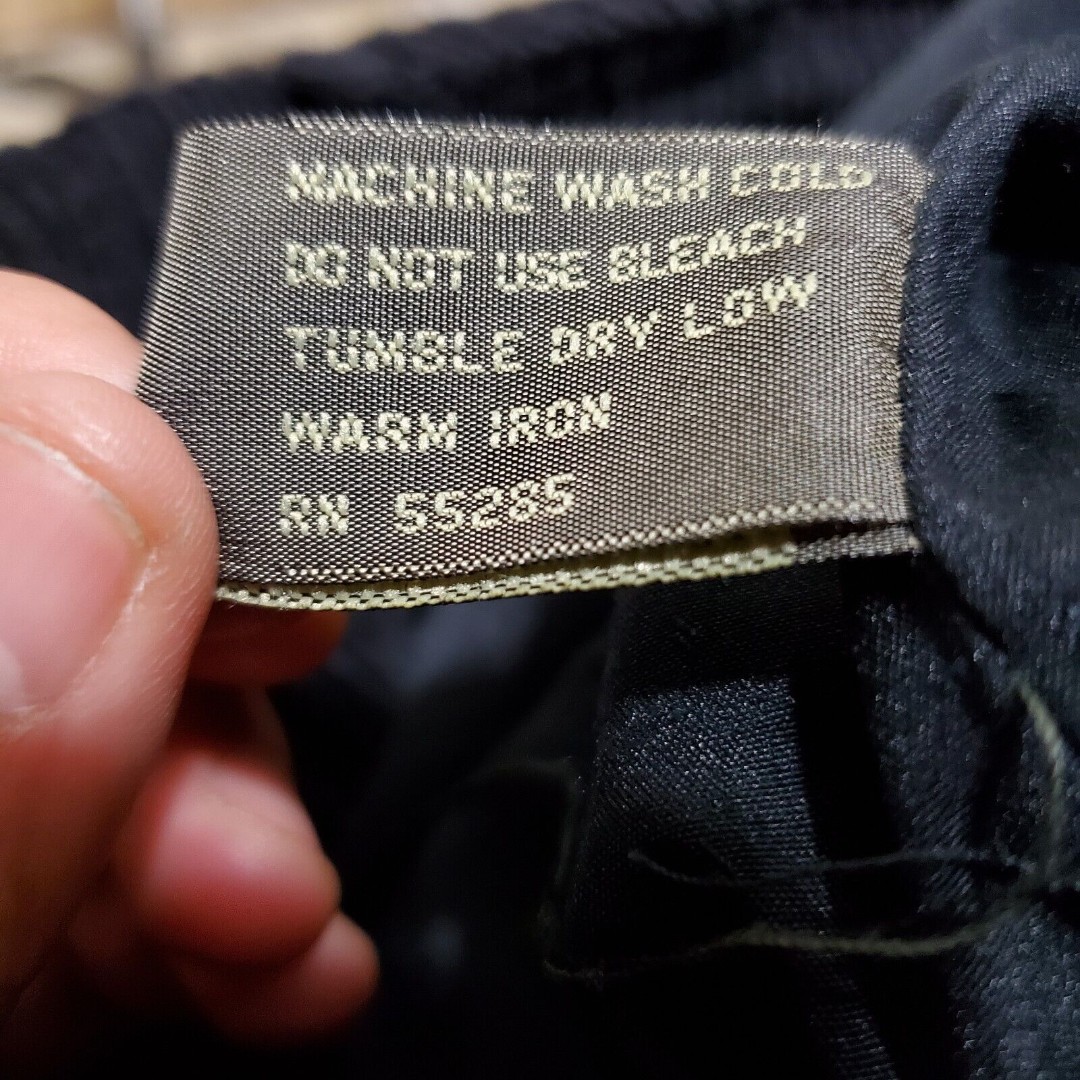 MACHINE WASH COLD
DO NOT USE BLEACH
TUMBLE DRY LOW
WARM IRON
RN 55285